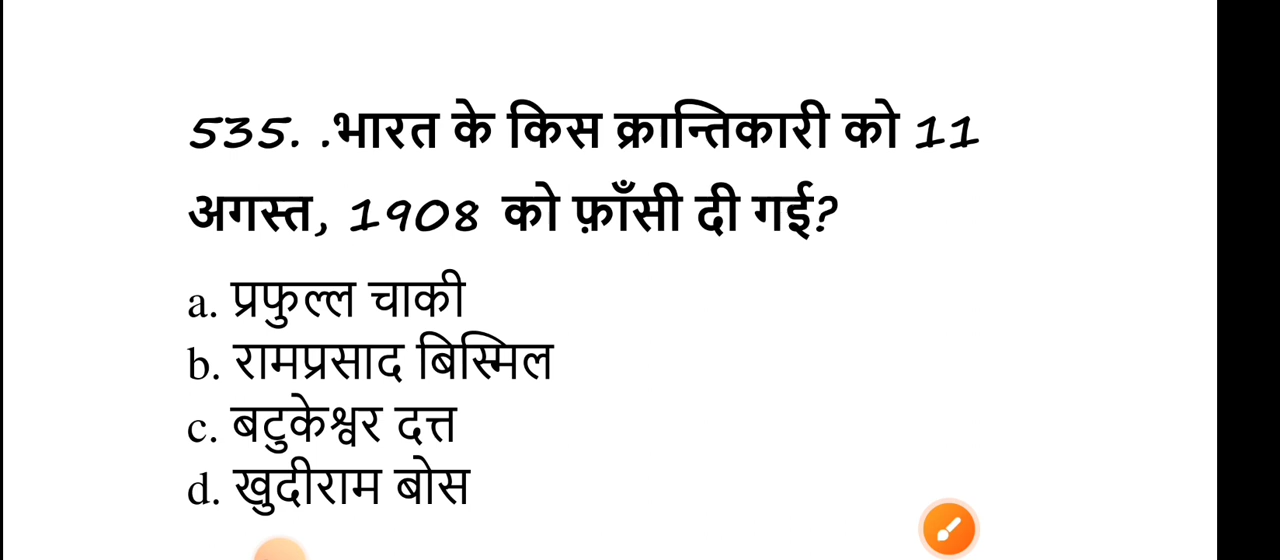 535. .भारत के किस क्रान्तिकारी को 11
अगस्त, 1908 को फ़ाँसी दी गई?
a. प्रफुल्ल चाकी
b. रामप्रसाद बिस्मिल
c. बटुकेश्वर दत्त
d. खुदीराम बोस